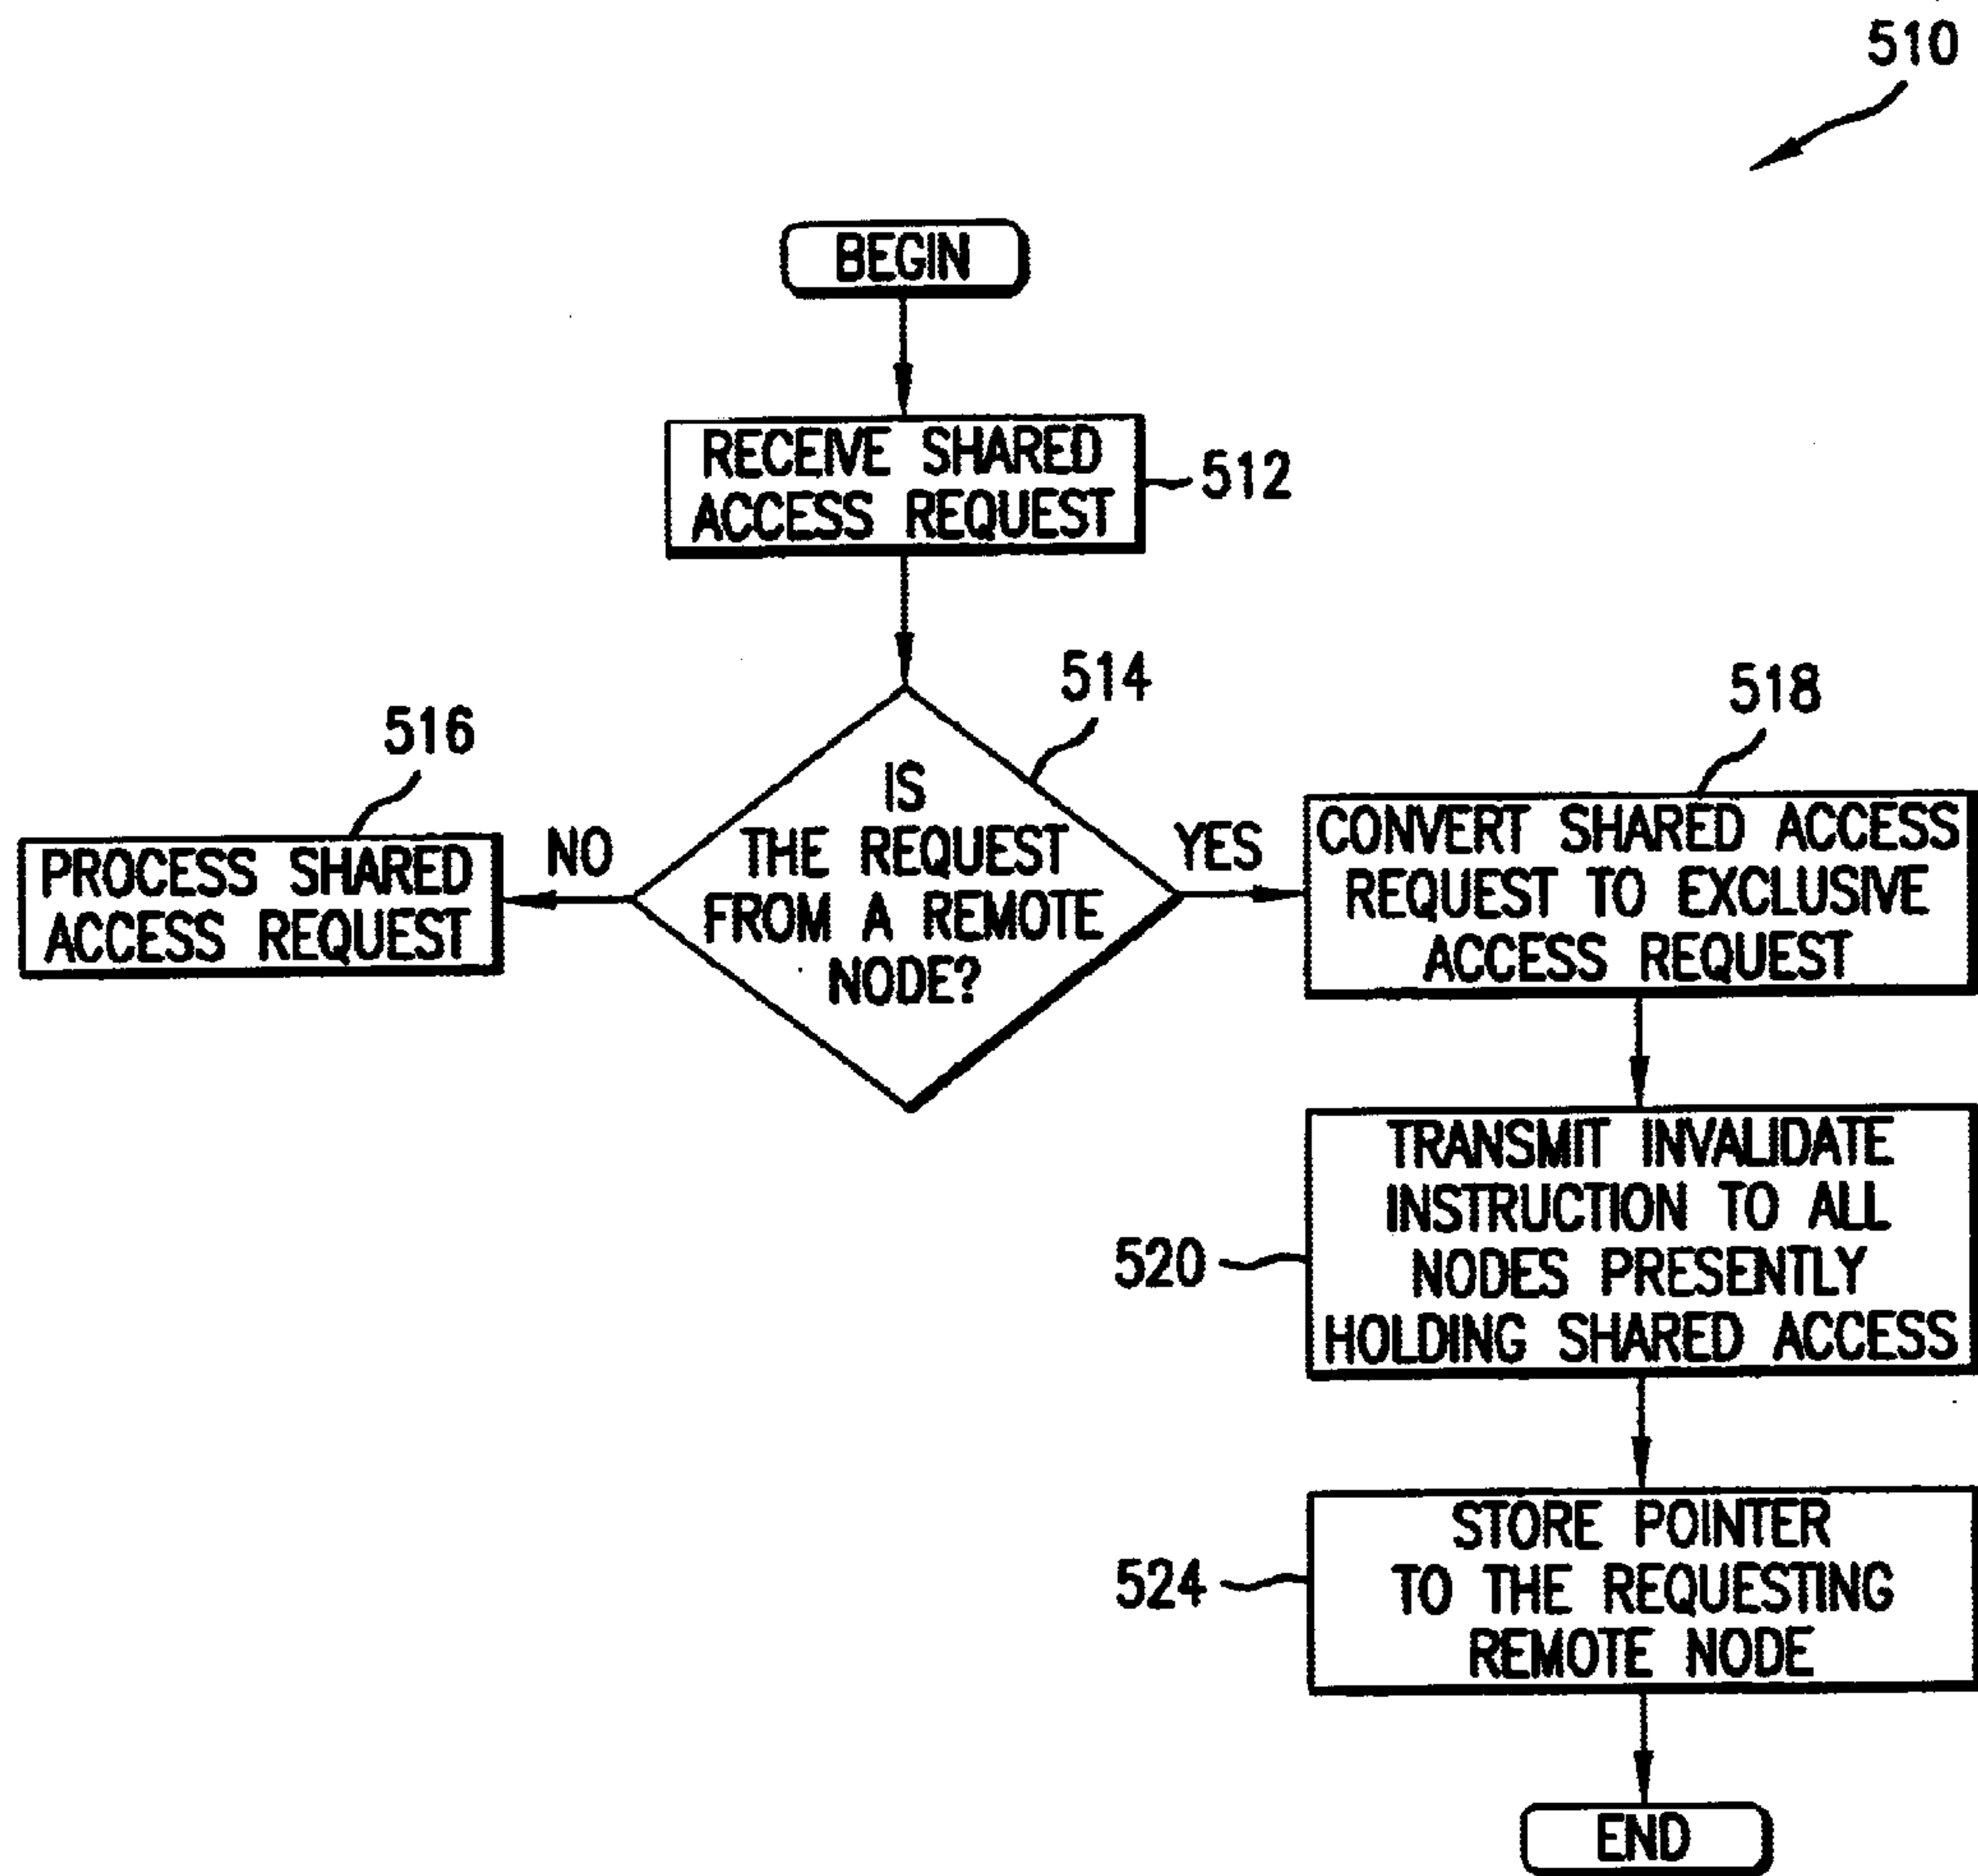 510
BEGIN
RECEIVE SHARED
ACCESS REQUEST
512
514
IS
THE REQUEST
FROM A REMOTE
NODE?
NO
YES
516
PROCESS SHARED
ACCESS REQUEST
518
CONVERT SHARED ACCESS
REQUEST TO EXCLUSIVE
ACCESS REQUEST
520
TRANSMIT INVALIDATE
INSTRUCTION TO ALL
NODES PRESENTLY
HOLDING SHARED ACCESS
524
STORE POINTER
TO THE REQUESTING
REMOTE NODE
END